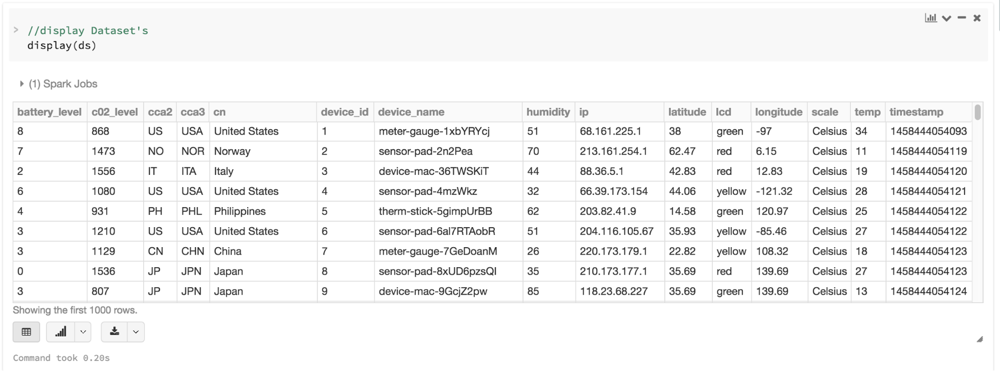 //display Dataset's
display(ds)
(1) Spark Jobs
battery_level c02_level cca2 cca3 cn device_id device_name humidity ip latitude lcd longitude scale temp timestamp
8 868 US USA United States 1 meter-gauge-1xbYRYcj 51 68.161.225.1 38 green -97 Celsius 34 1458444054093
7 1473 NO NOR Norway 2 sensor-pad-2n2Pea 70 213.161.254.1 62.47 red 6.15 Celsius 11 1458444054119
2 1556 IT ITA Italy 3 device-mac-36TWSKiT 44 88.36.5.1 42.83 red 12.83 Celsius 19 1458444054120
6 1080 US USA United States 4 sensor-pad-4mzWkz 32 66.39.173.154 44.06 yellow -121.32 Celsius 28 1458444054121
4 931 PH PHL Philippines 5 therm-stick-5gimpUrBB 62 203.82.41.9 14.58 green 120.97 Celsius 25 1458444054122
3 1210 US USA United States 6 sensor-pad-6al7RTAobR 51 204.116.105.67 35.93 yellow -85.46 Celsius 27 1458444054122
3 1129 CN CHN China 7 meter-gauge-7GeDoanM 26 220.173.179.1 22.82 yellow 108.32 Celsius 18 1458444054123
0 1536 JP JPN Japan 8 sensor-pad-8xUD6pzsQI 35 210.173.177.1 35.69 red 139.69 Celsius 27 1458444054123
3 807 JP JPN Japan 9 device-mac-9GcjZ2pw 85 118.23.68.227 35.69 green 139.69 Celsius 13 1458444054124
Showing the first 1000 rows.
Command took 0.20s